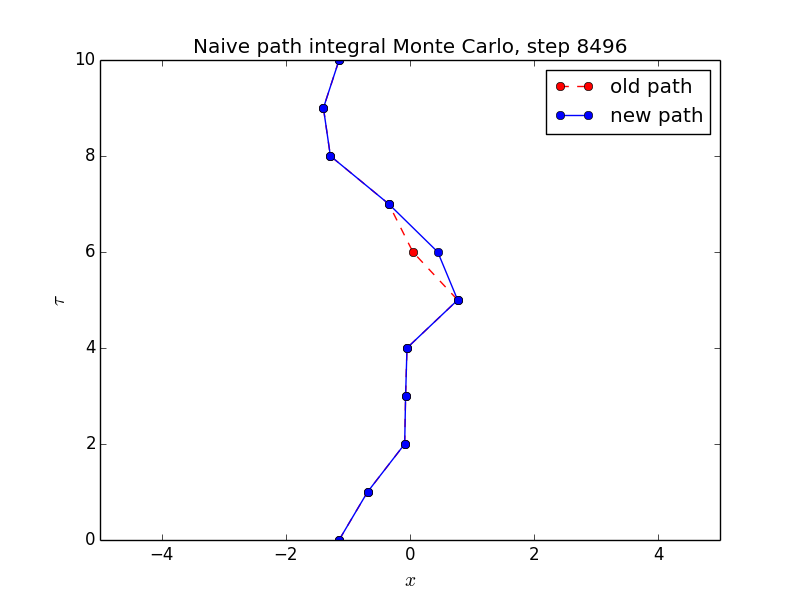 Naive path integral Monte Carlo, step 8496
old path
new path
10
8
6
4
2
0
τ
−4 −2 0 2 4
x